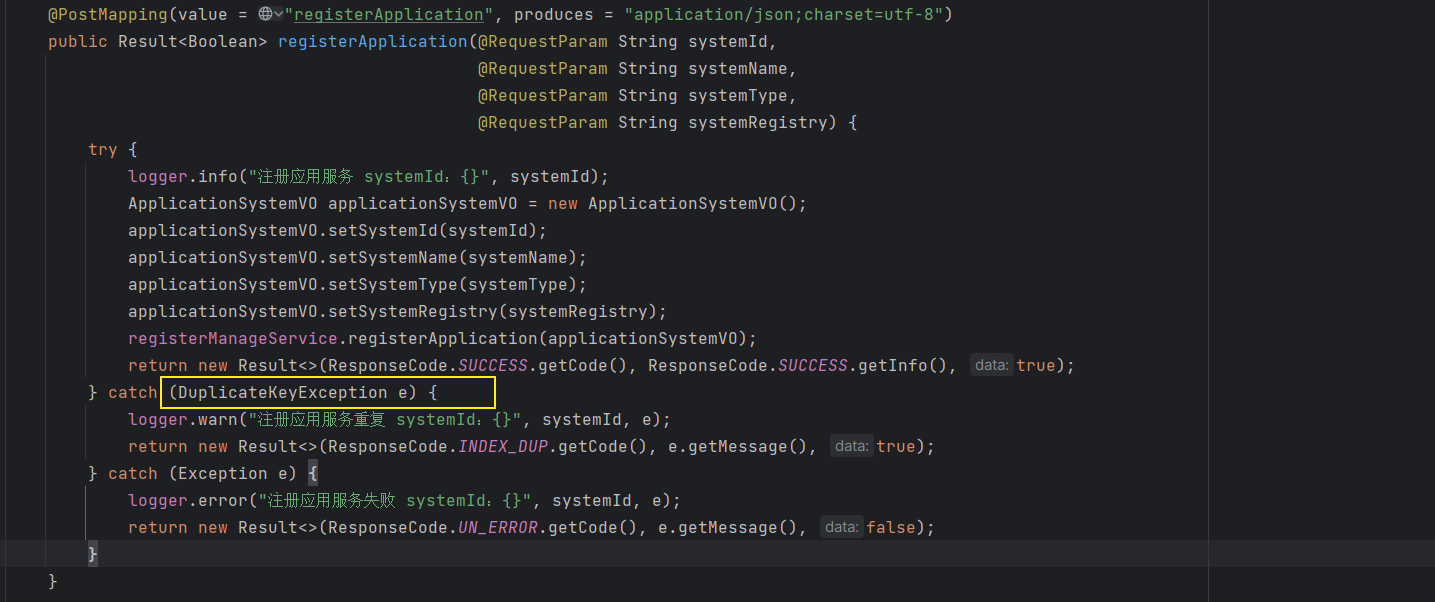 @PostMapping(value = "registerApplication", produces = "application/json;charset=utf-8")
public Result<Boolean> registerApplication(@RequestParam String systemId,
@RequestParam String systemName,
@RequestParam String systemType,
@RequestParam String systemRegistry) {
try {
logger.info("注册应用服务 systemId：{}", systemId);
ApplicationSystemVO applicationSystemVO = new ApplicationSystemVO();
applicationSystemVO.setSystemId(systemId);
applicationSystemVO.setSystemName(systemName);
applicationSystemVO.setSystemType(systemType);
applicationSystemVO.setSystemRegistry(systemRegistry);
registerManageService.registerApplication(applicationSystemVO);
return new Result<>(ResponseCode.SUCCESS.getCode(), ResponseCode.SUCCESS.getInfo(), data: true);
} catch (DuplicateKeyException e) {
logger.warn("注册应用服务重复 systemId：{}", systemId, e);
return new Result<>(ResponseCode.INDEX_DUP.getCode(), e.getMessage(), data: true);
} catch (Exception e) {
logger.error("注册应用服务失败 systemId：{}", systemId, e);
return new Result<>(ResponseCode.UN_ERROR.getCode(), e.getMessage(), data: false);
}
}